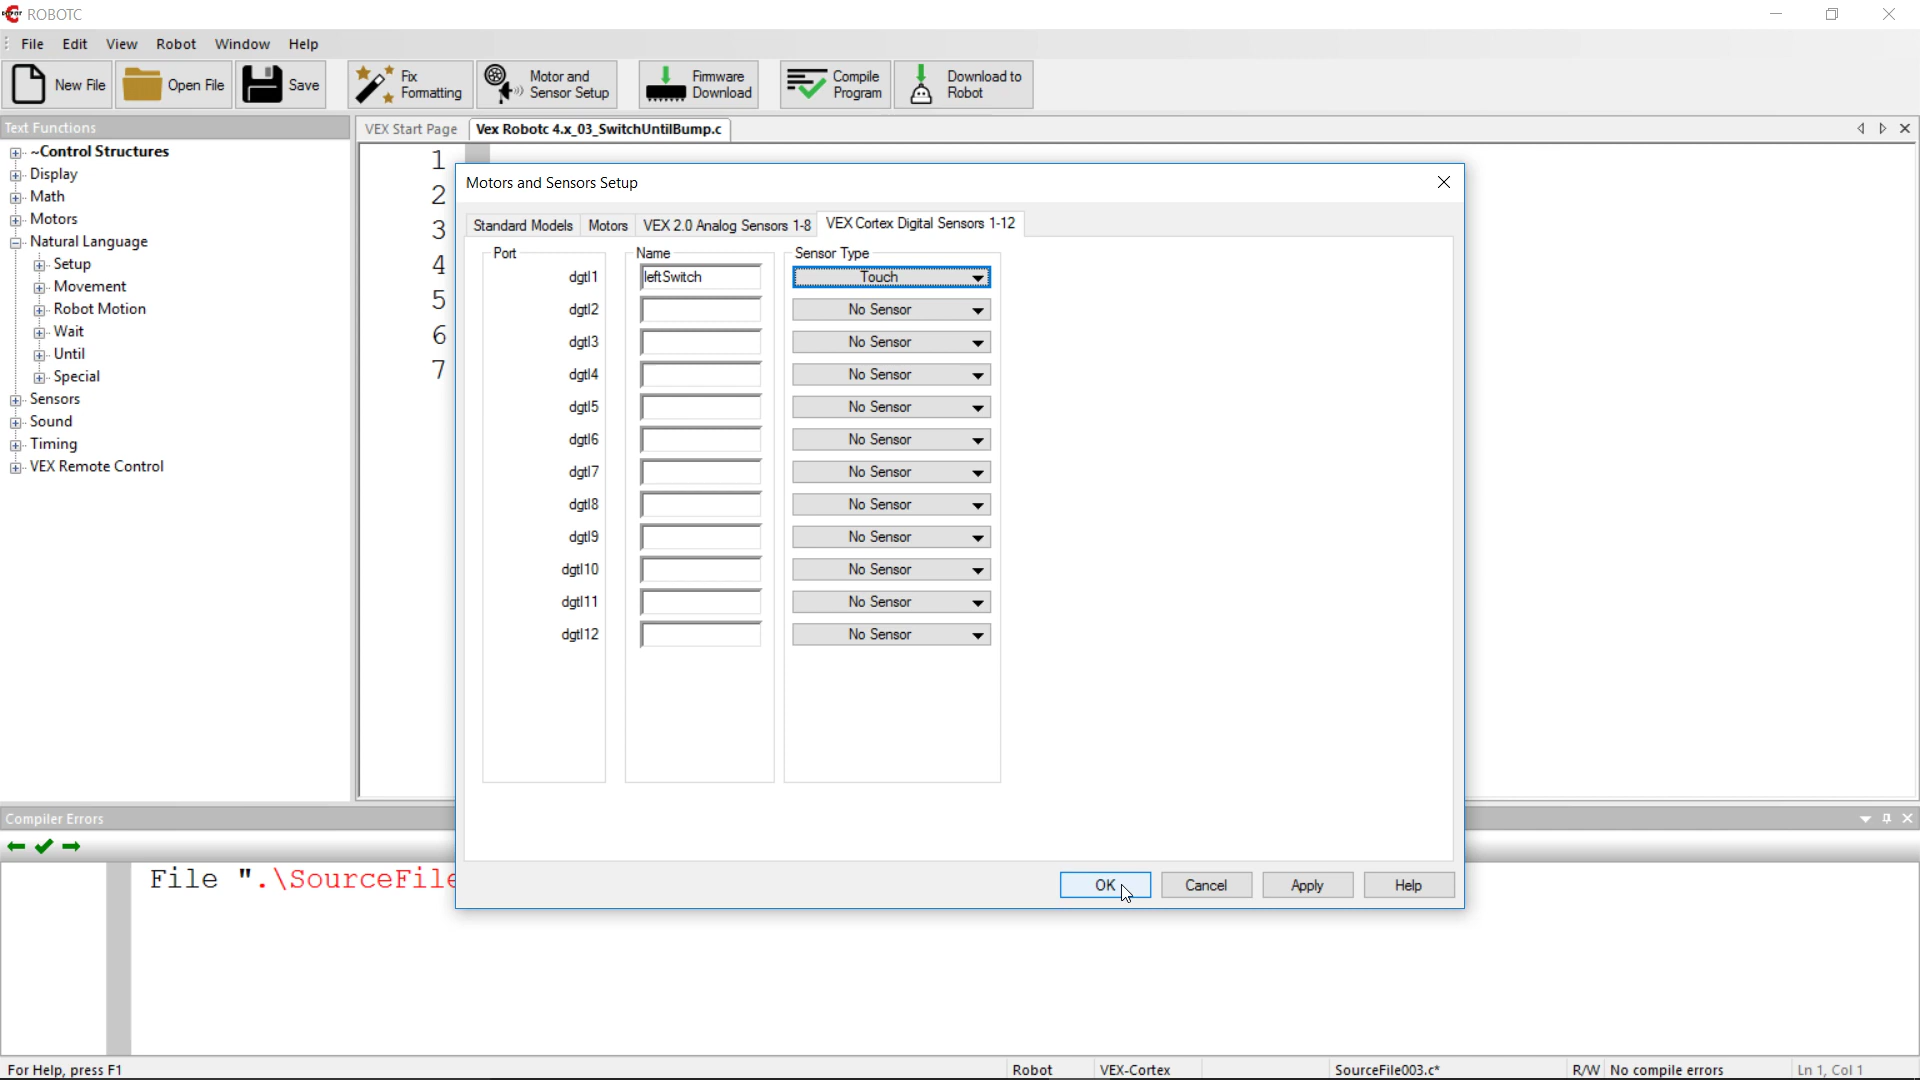 ROBOTC
File Edit View Robot Window Help
New File Open File Save Fix Formatting Motor and Sensor Setup Firmware Download Compile Program Download to Robot
Text Functions
~Control Structures
Display
Math
Motors
Natural Language
Setup
Movement
Robot Motion
Wait
Until
Special
Sensors
Sound
Timing
VEX Remote Control
VEX Start Page Vex Robotc 4.x_03_SwitchUntilBump.c
1
2
3
4
5
6
7
Motors and Sensors Setup
Standard Models Motors VEX 2.0 Analog Sensors 1-8 VEX Cortex Digital Sensors 1-12
Port Name Sensor Type
dgtl1 leftSwitch Touch
dgtl2 No Sensor
dgtl3 No Sensor
dgtl4 No Sensor
dgtl5 No Sensor
dgtl6 No Sensor
dgtl7 No Sensor
dgtl8 No Sensor
dgtl9 No Sensor
dgtl10 No Sensor
dgtl11 No Sensor
dgtl12 No Sensor
OK Cancel Apply Help
Compiler Errors
File ".\SourceFile
For Help, press F1 Robot VEX-Cortex SourceFile003.c* R/W No compile errors Ln 1, Col 1